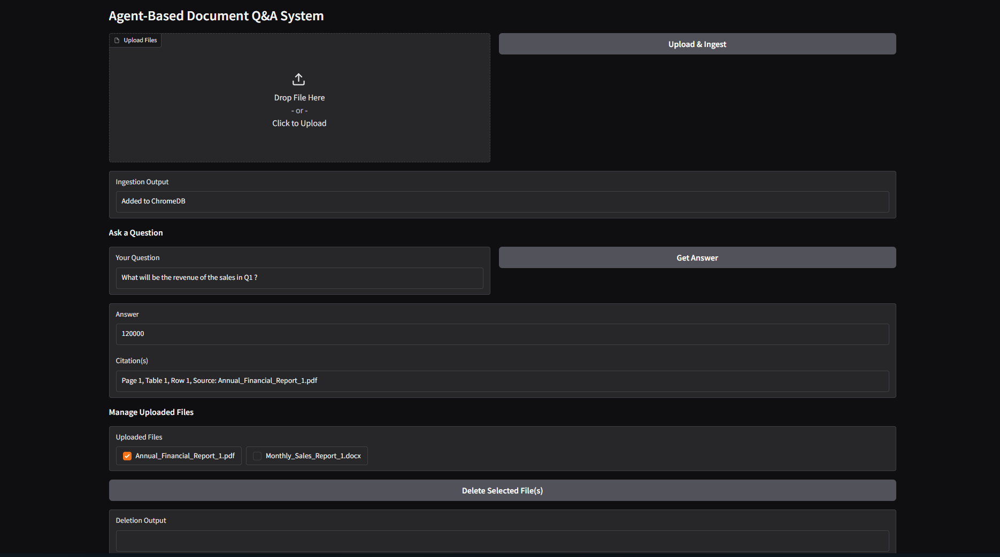 Agent-Based Document Q&A System
Upload Files
Upload & Ingest
Drop File Here
- or -
Click to Upload
Ingestion Output
Added to ChromeDB
Ask a Question
Your Question
Get Answer
What will be the revenue of the sales in Q1 ?
Answer
120000
Citation(s)
Page 1, Table 1, Row 1, Source: Annual_Financial_Report_1.pdf
Manage Uploaded Files
Uploaded Files
Annual_Financial_Report_1.pdf
Monthly_Sales_Report_1.docx
Delete Selected File(s)
Deletion Output